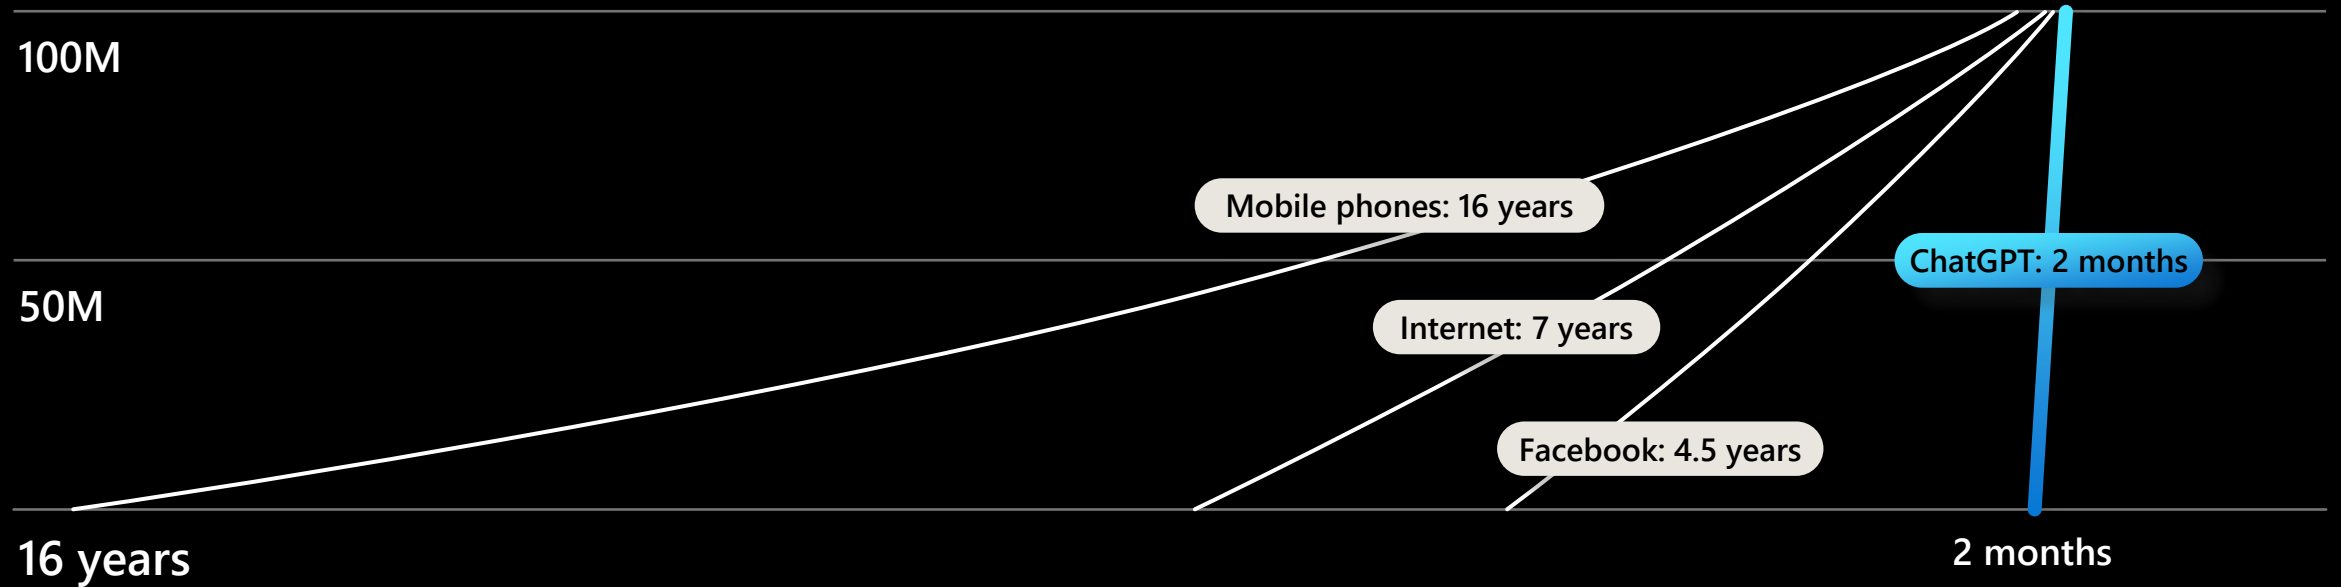 100M
Mobile phones: 16 years
ChatGPT: 2 months
50M
Internet: 7 years
Facebook: 4.5 years
16 years
2 months